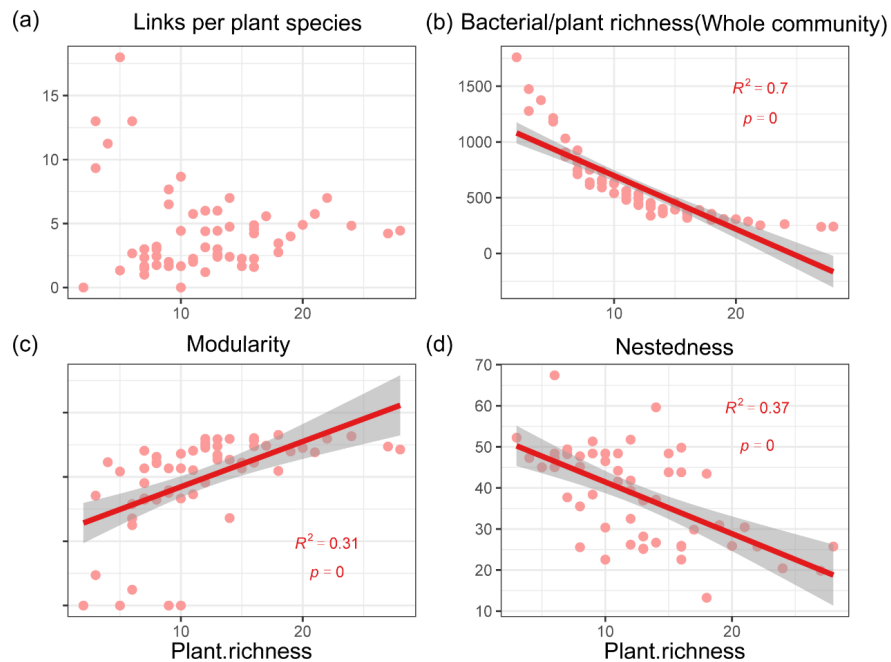 (a) Links per plant species
15
10
5
0
10 20
(b) Bacterial/plant richness(Whole community)
R² = 0.7
p = 0
1500
1000
500
0
10 20
(c) Modularity
R² = 0.31
p = 0
10 20
Plant.richness
(d) Nestedness
R² = 0.37
p = 0
70
60
50
40
30
20
10
10 20
Plant.richness